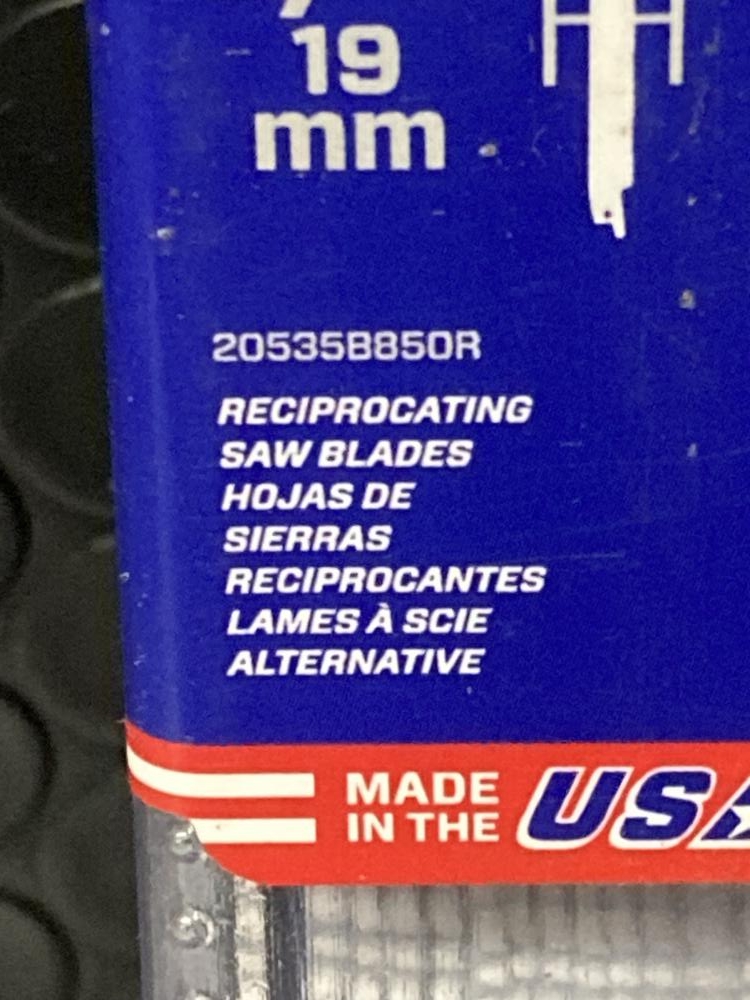 19
mm
20535B850R
RECIPROCATING
SAW BLADES
HOJAS DE
SIERRAS
RECIPROCANTES
LAMES À SCIE
ALTERNATIVE
MADE
IN THE
USA